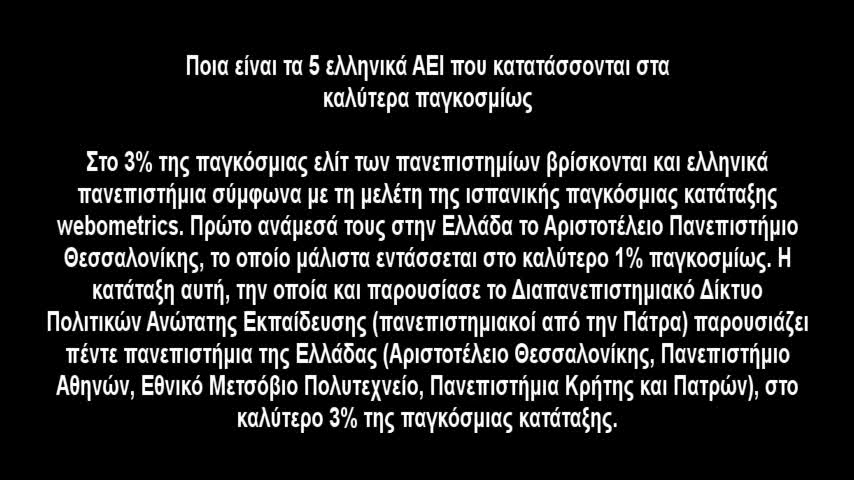 Ποια είναι τα 5 ελληνικά ΑΕΙ που κατατάσσονται στα
καλύτερα παγκοσμίως
Στο 3% της παγκόσμιας ελίτ των πανεπιστημίων βρίσκονται και ελληνικά
πανεπιστήμια σύμφωνα με τη μελέτη της ισπανικής παγκόσμιας κατάταξης
webometrics. Πρώτο ανάμεσά τους στην Ελλάδα το Αριστοτέλειο Πανεπιστήμιο
Θεσσαλονίκης, το οποίο μάλιστα εντάσσεται στο καλύτερο 1% παγκοσμίως. Η
κατάταξη αυτή, την οποία και παρουσίασε το Διαπανεπιστημιακό Δίκτυο
Πολιτικών Ανώτατης Εκπαίδευσης (πανεπιστημιακοί από την Πάτρα) παρουσιάζει
πέντε πανεπιστήμια της Ελλάδας (Αριστοτέλειο Θεσσαλονίκης, Πανεπιστήμιο
Αθηνών, Εθνικό Μετσόβιο Πολυτεχνείο, Πανεπιστήμια Κρήτης και Πατρών), στο
καλύτερο 3% της παγκόσμιας κατάταξης.